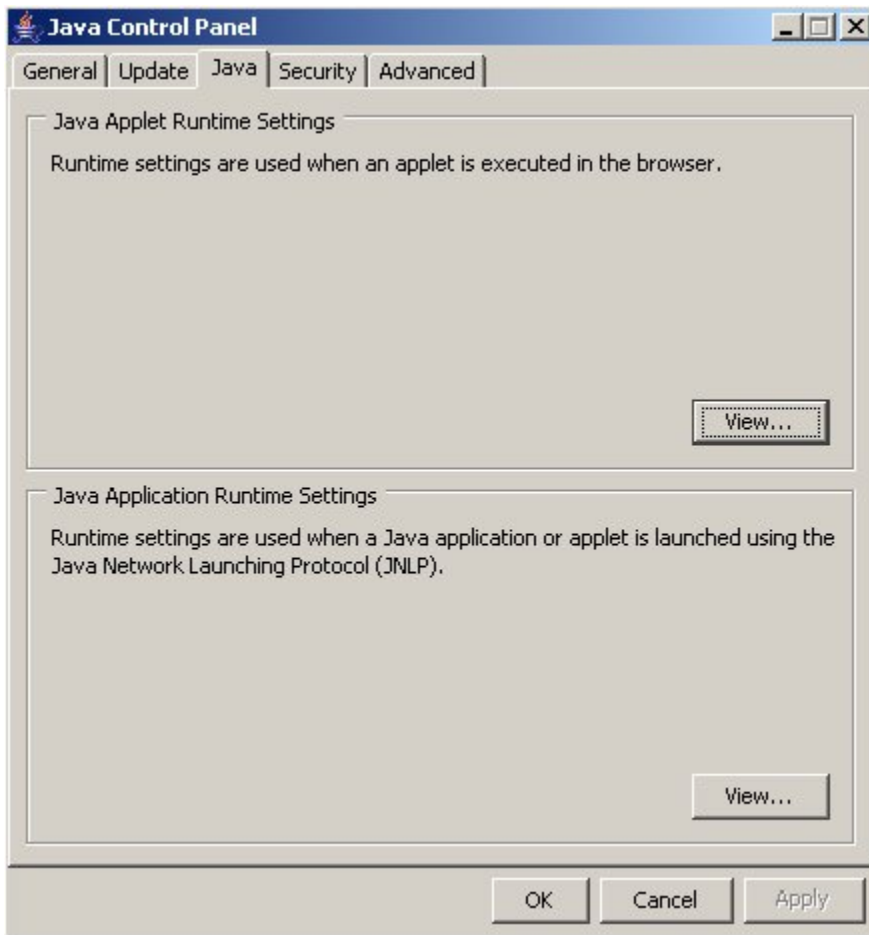 Java Control Panel
General Update Java Security Advanced
Java Applet Runtime Settings
Runtime settings are used when an applet is executed in the browser.
View...
Java Application Runtime Settings
Runtime settings are used when a Java application or applet is launched using the
Java Network Launching Protocol (JNLP).
View...
OK Cancel Apply